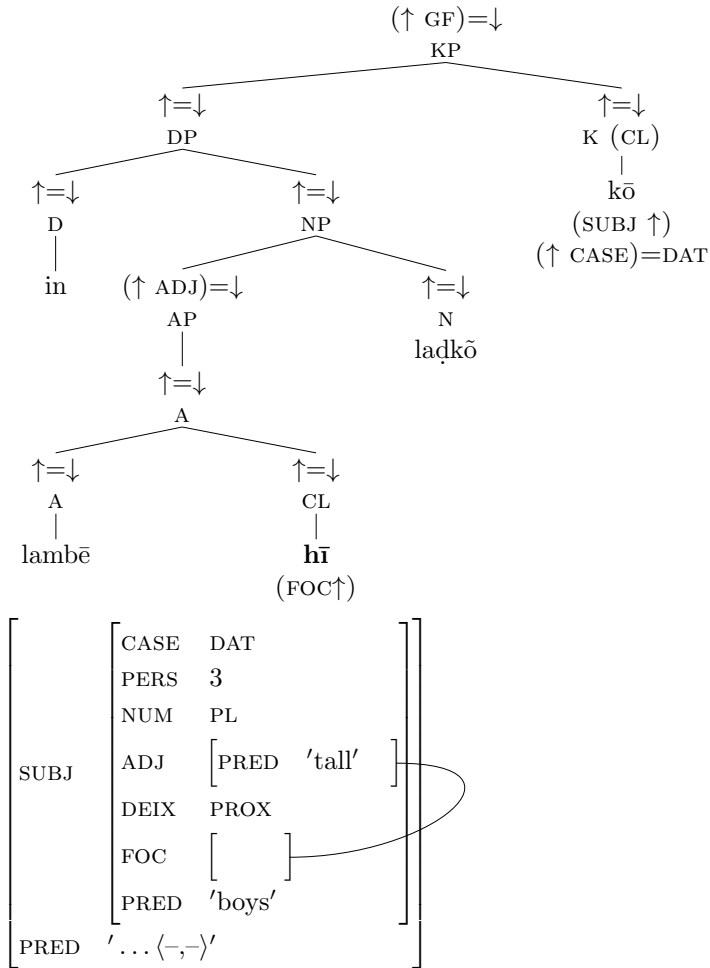 (↑ GF)=↓
KP
↑=↓ ↑=↓
DP K (CL)
↑=↓ ↑=↓ kō
D NP (SUBJ ↑)
in (↑ ADJ)=↓ ↑=↓ (↑ CASE)=DAT
AP N
laḍkõ
↑=↓
A
↑=↓ ↑=↓
A CL
lambē hī
(FOC↑)
CASE DAT
PERS 3
NUM PL
SUBJ ADJ [PRED ′tall′]
DEIX PROX
FOC [ ]
PRED ′boys′
PRED ′…⟨–,–⟩′